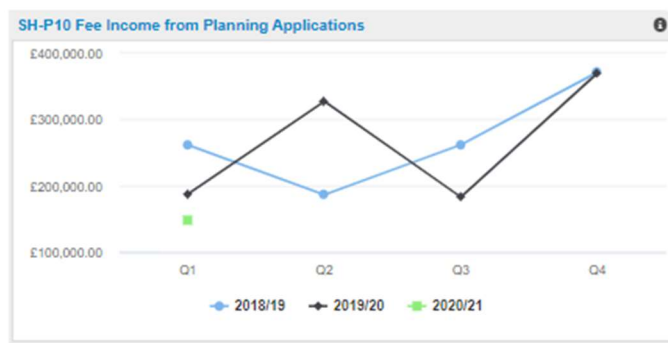 SH-P10 Fee Income from Planning Applications
£400,000.00
£300,000.00
£200,000.00
£100,000.00
Q1 Q2 Q3 Q4
2018/19 2019/20 2020/21